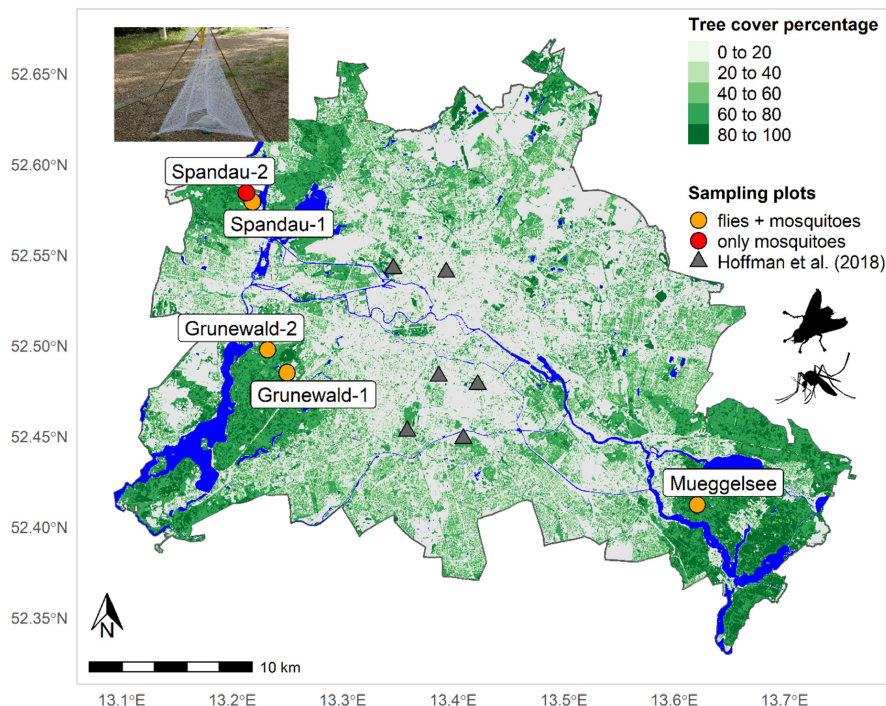 Tree cover percentage
0 to 20
20 to 40
40 to 60
60 to 80
80 to 100
Sampling plots
flies + mosquitoes
only mosquitoes
Hoffman et al. (2018)
Spandau-2
Spandau-1
Grunewald-2
Grunewald-1
Mueggelsee
52.65°N
52.60°N
52.55°N
52.50°N
52.45°N
52.40°N
52.35°N
N
10 km
13.1°E
13.2°E
13.3°E
13.4°E
13.5°E
13.6°E
13.7°E